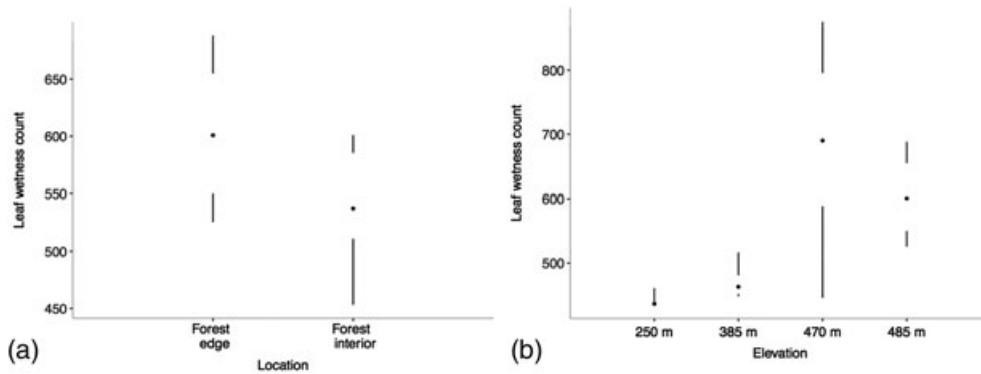 Leaf wetness count
650
600
550
500
450
Forest edge
Forest interior
Location
(a)
Leaf wetness count
800
700
600
500
250 m
385 m
470 m
485 m
Elevation
(b)